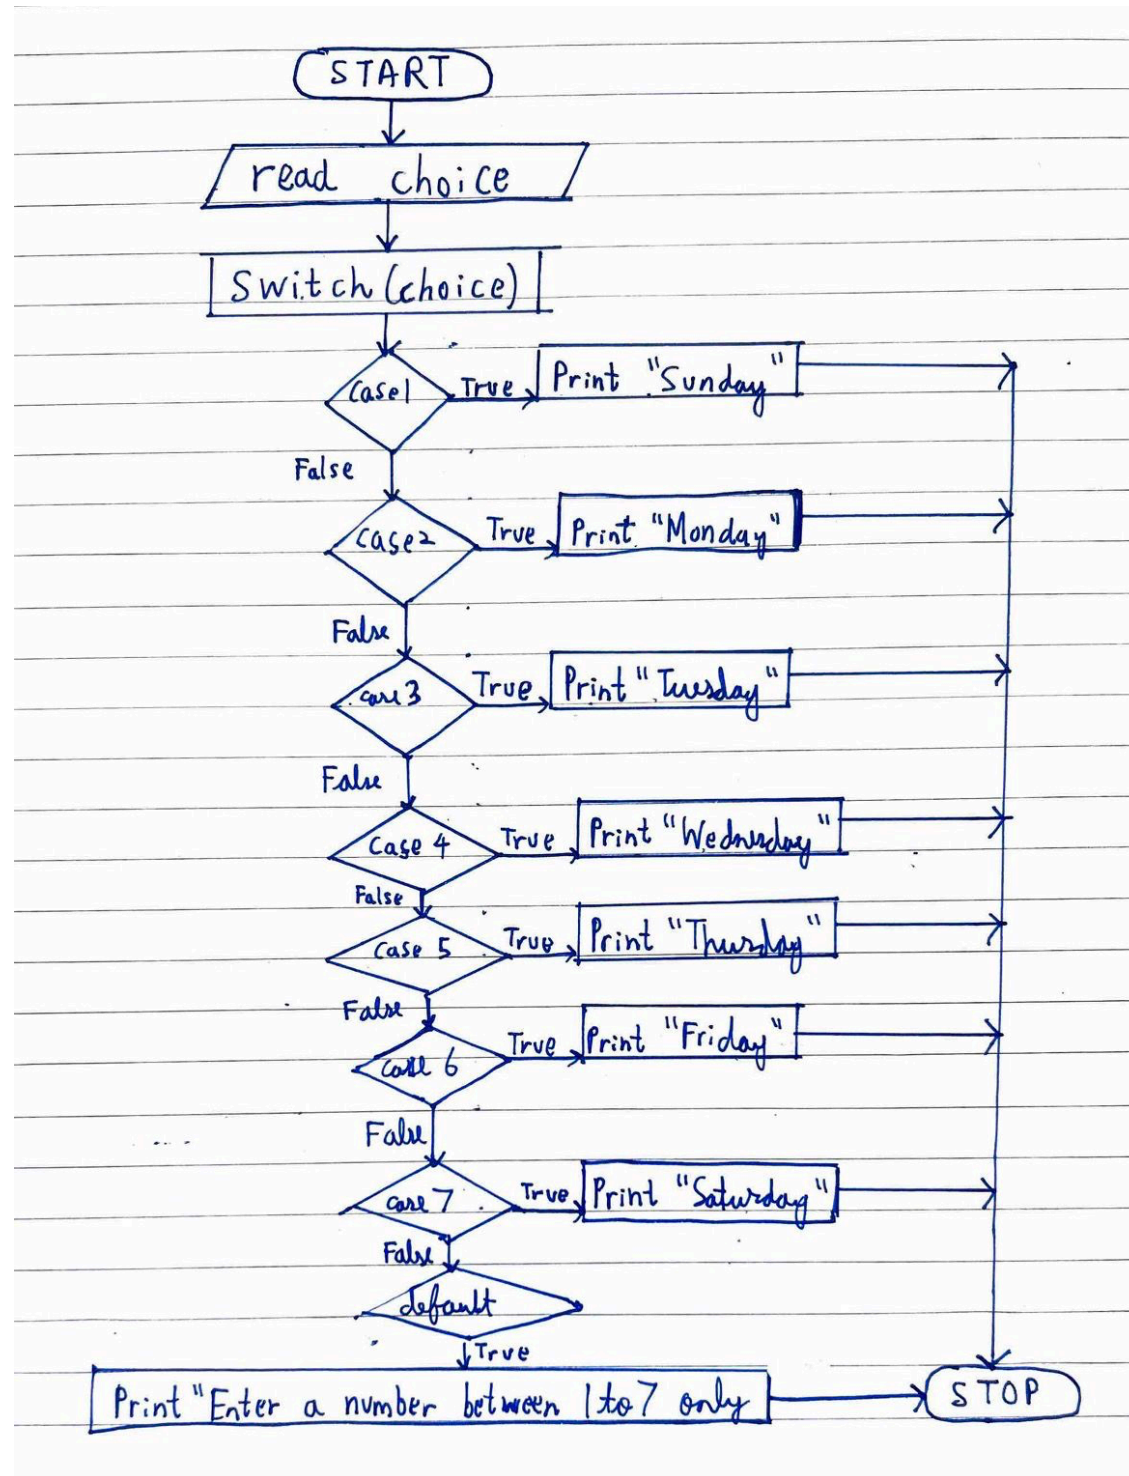 START
read choice
Switch (choice)
case1 True Print "Sunday"
False
case2 True Print "Monday"
False
case 3 True Print "Tuesday"
False
case 4 True Print "Wednesday"
False
case 5 True Print "Thursday"
False
case 6 True Print "Friday"
False
case 7 True Print "Saturday"
False
default
True
Print "Enter a number between 1 to 7 only
STOP